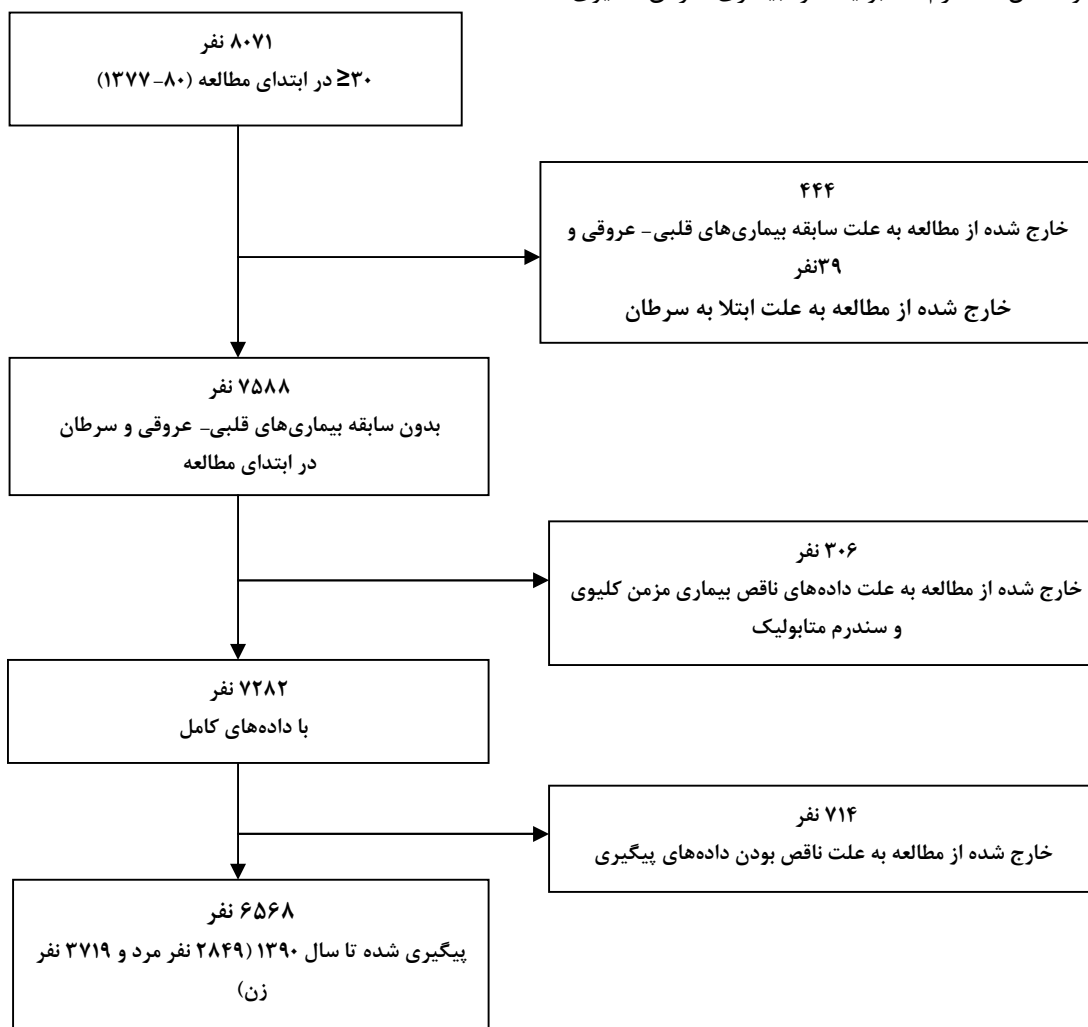 ۸۰۷۱ نفر
≥۳۰ در ابتدای مطالعه (۸۰-۱۳۷۷)
۴۴۴
خارج شده از مطالعه به علت سابقه بیماری‌های قلبی- عروقی و
۳۹نفر
خارج شده از مطالعه به علت ابتلا به سرطان
۷۵۸۸ نفر
بدون سابقه بیماری‌های قلبی- عروقی و سرطان
در ابتدای مطالعه
۳۰۶ نفر
خارج شده از مطالعه به علت داده‌های ناقص بیماری مزمن کلیوی
و سندرم متابولیک
۷۲۸۲ نفر
با داده‌های کامل
۷۱۴ نفر
خارج شده از مطالعه به علت ناقص بودن داده‌های پیگیری
۶۵۶۸ نفر
پیگیری شده تا سال ۱۳۹۰ (۲۸۴۹ نفر مرد و ۳۷۱۹ نفر
زن)